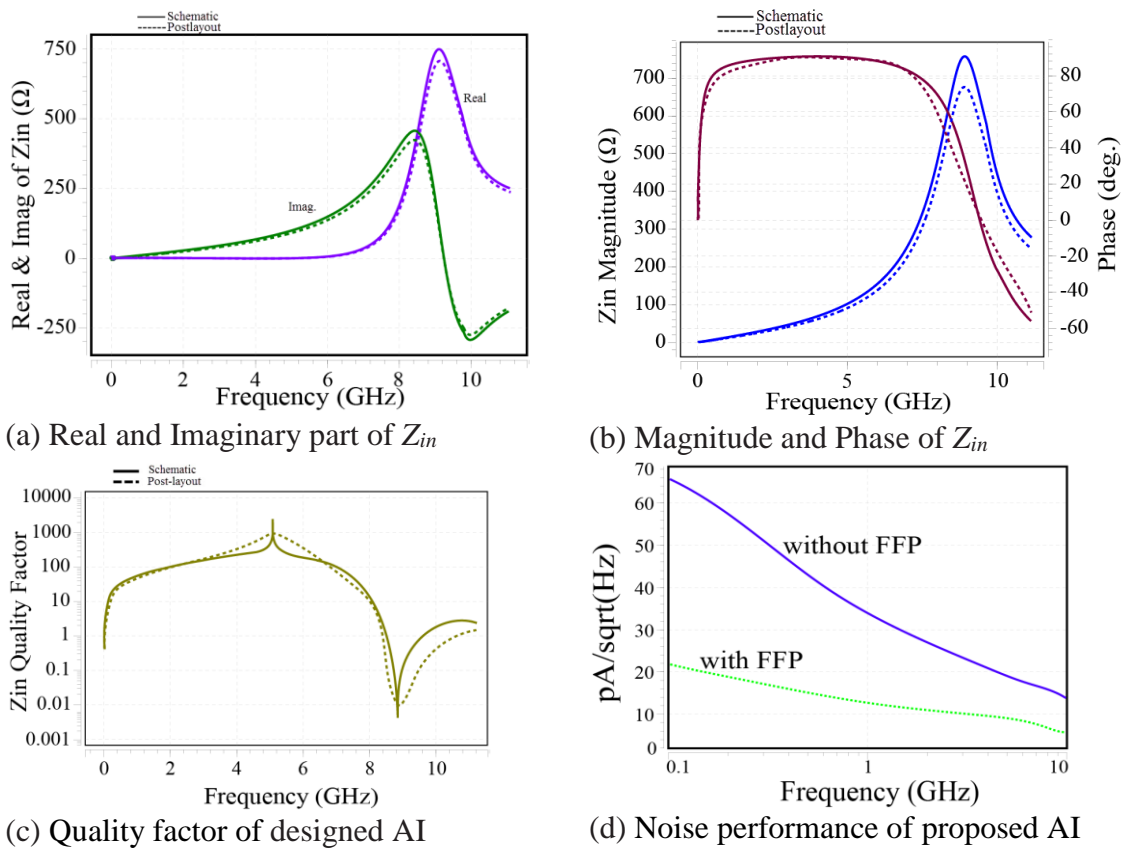 Schematic
Postlayout
750
500
250
0
-250
Real & Imag of Zin (Ω)
Real
Imag.
0 2 4 6 8 10
Frequency (GHz)
(a) Real and Imaginary part of Zin
Schematic
Postlayout
700
600
500
400
300
200
100
0
Zin Magnitude (Ω)
80
60
40
20
0
-20
-40
-60
Phase (deg.)
0 5 10
Frequency (GHz)
(b) Magnitude and Phase of Zin
Schematic
Post-layout
10000
1000
100
10
1
0.1
0.01
0.001
Zin Quality Factor
0 2 4 6 8 10
Frequency (GHz)
(c) Quality factor of designed AI
70
60
50
40
30
20
10
0
pA/sqrt(Hz)
without FFP
with FFP
0.1 1 10
Frequency (GHz)
(d) Noise performance of proposed AI